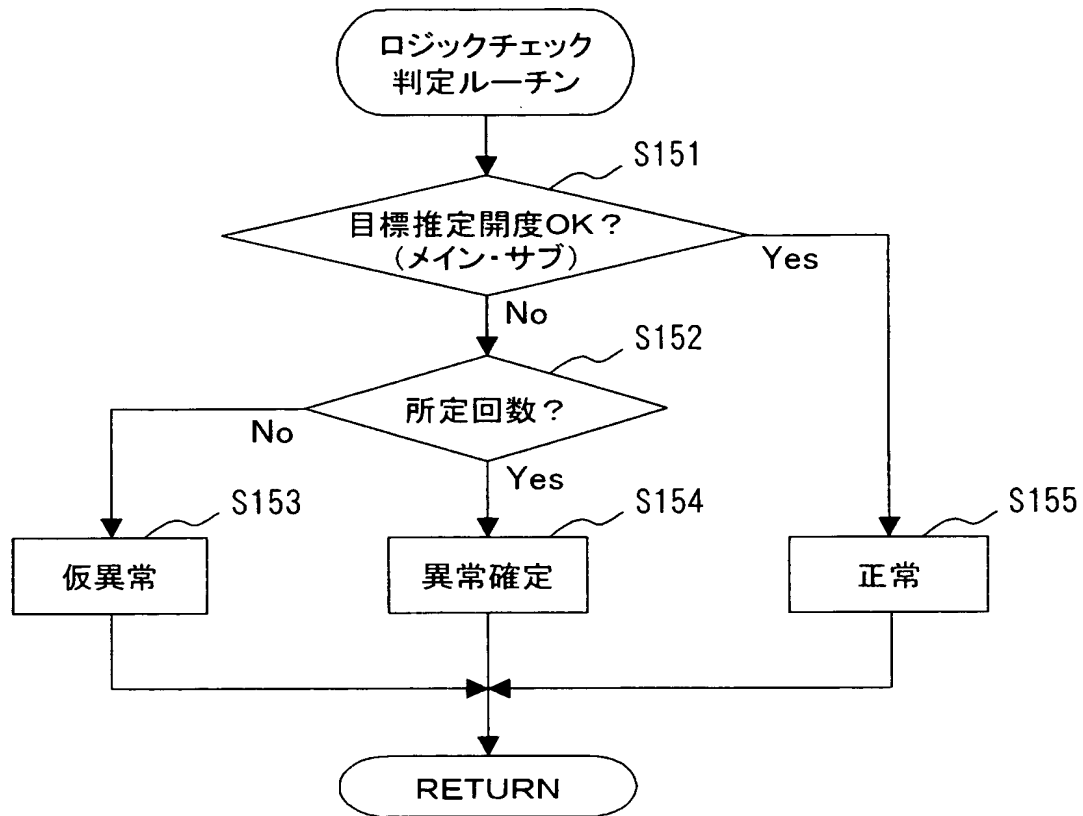 ロジックチェック
判定ルーチン
S151
目標推定開度OK?
(メイン・サブ)
Yes
No
S152
所定回数?
No
Yes
S153
S154
S155
仮異常
異常確定
正常
RETURN